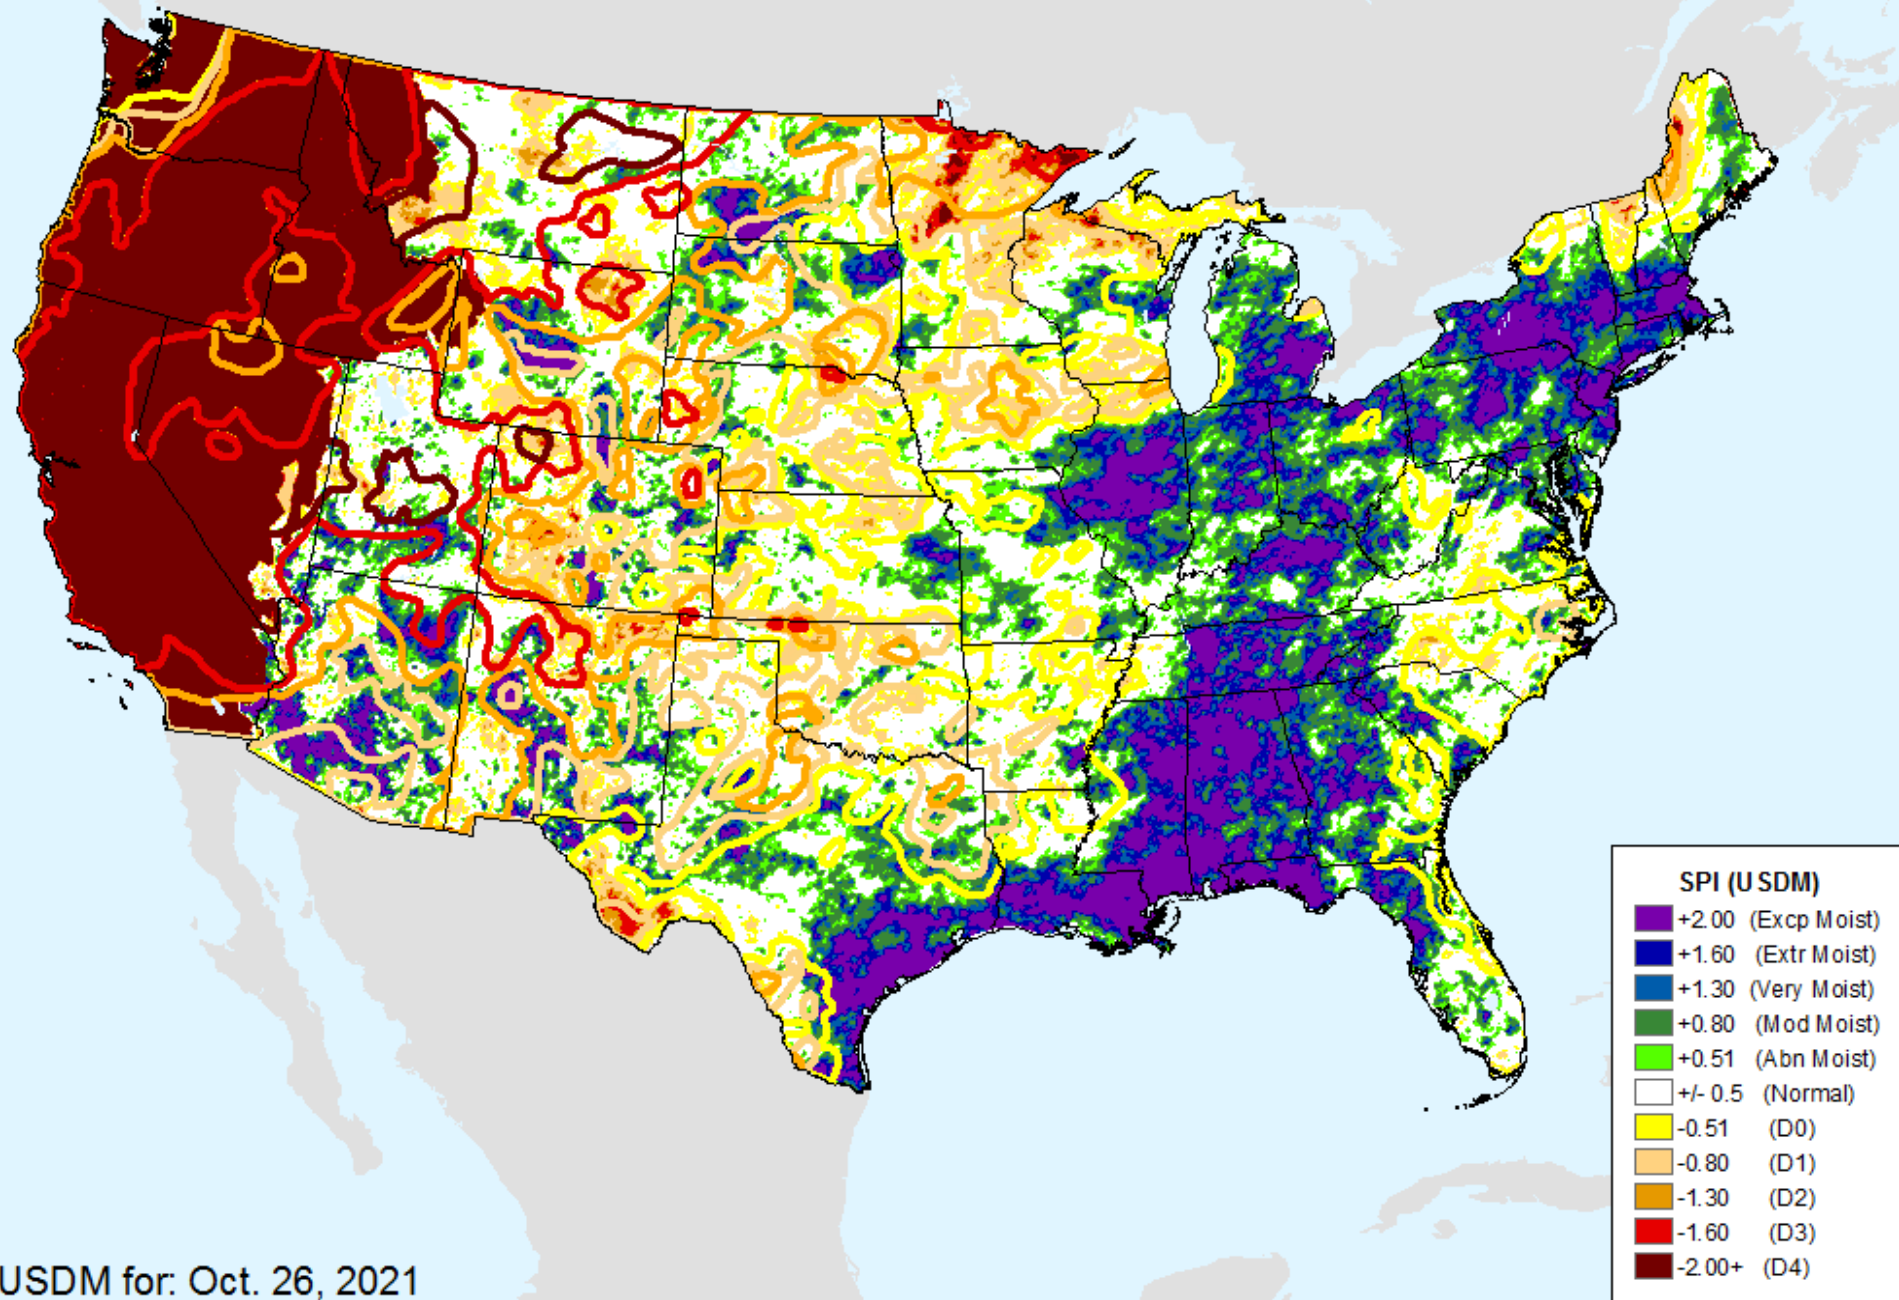 SPI (USDM)
+2.00 (Excp Moist)
+1.60 (Extr Moist)
+1.30 (Very Moist)
+0.80 (Mod Moist)
+0.51 (Abn Moist)
+/- 0.5 (Normal)
-0.51 (D0)
-0.80 (D1)
-1.30 (D2)
-1.60 (D3)
-2.00+ (D4)
USDM for: Oct. 26, 2021